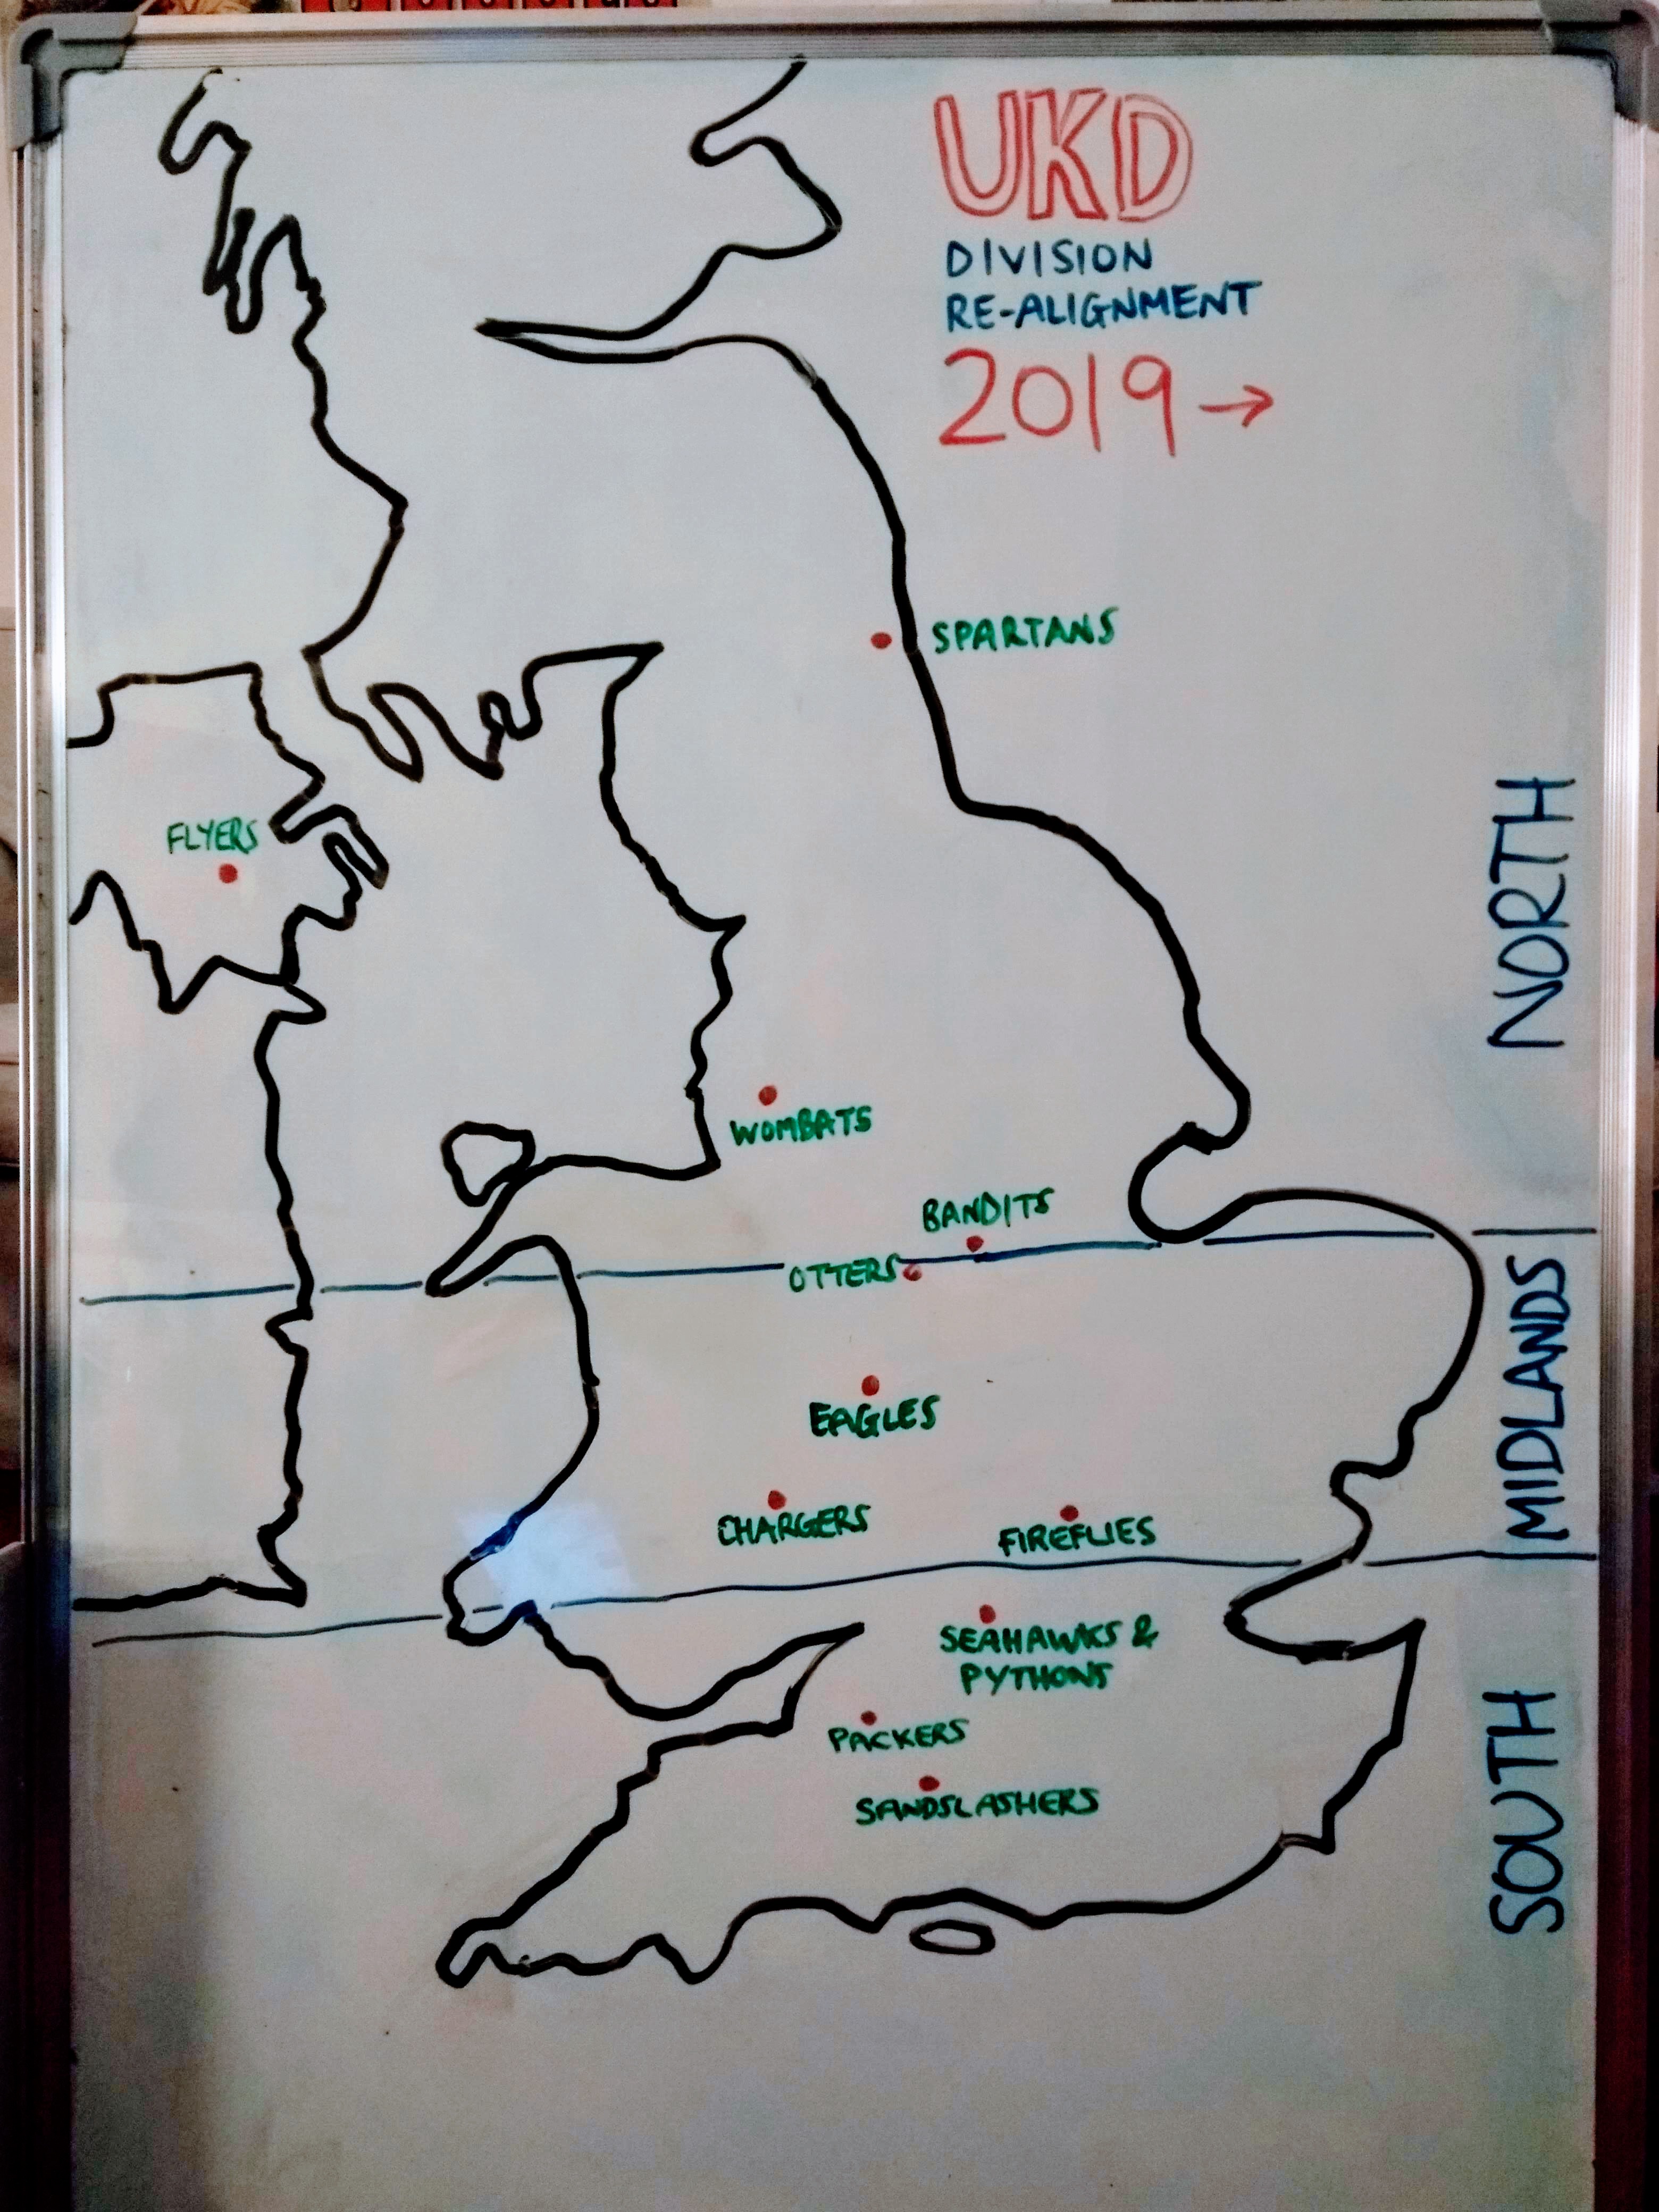 UKD
DIVISION
RE-ALIGNMENT
2019→
SPARTANS
FLYERS
NORTH
WOMBATS
BANDITS
OTTERS
MIDLANDS
EAGLES
CHARGERS
FIREFLIES
SEAHAWKS &
PYTHONS
PACKERS
SANDSLASHERS
SOUTH